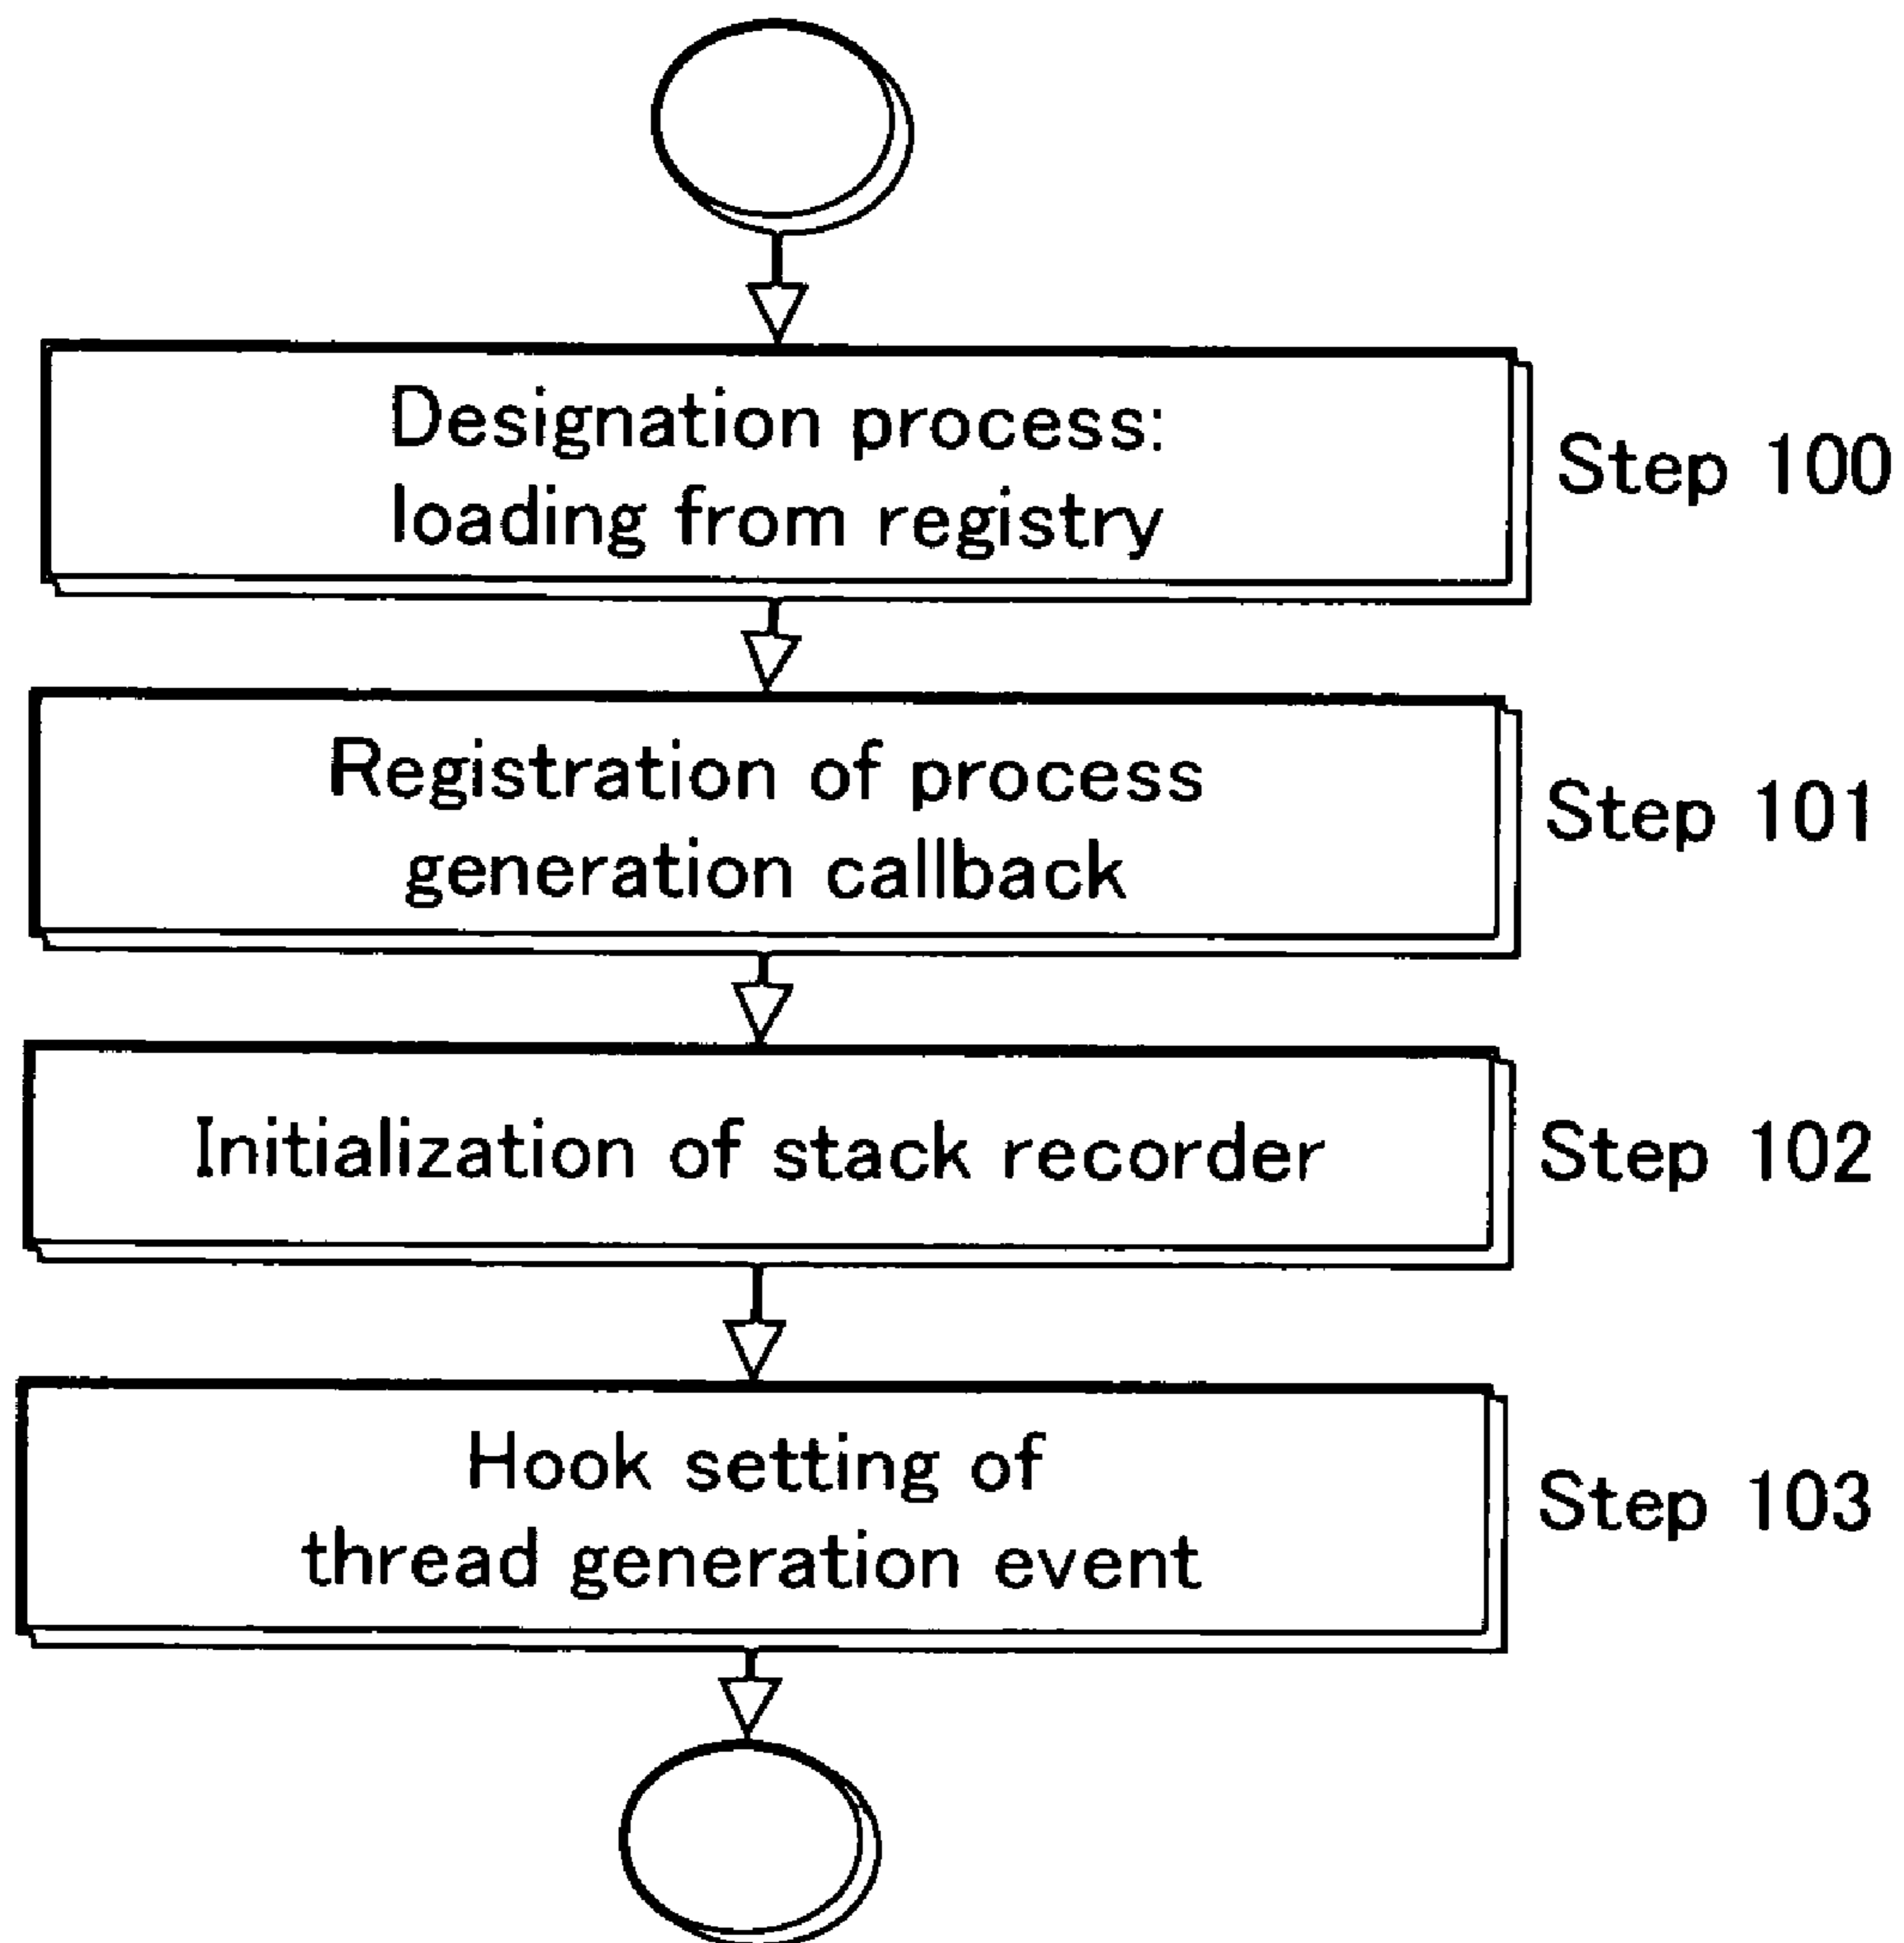 Designation process:
loading from registry
Step 100
Registration of process
generation callback
Step 101
Initialization of stack recorder
Step 102
Hook setting of
thread generation event
Step 103